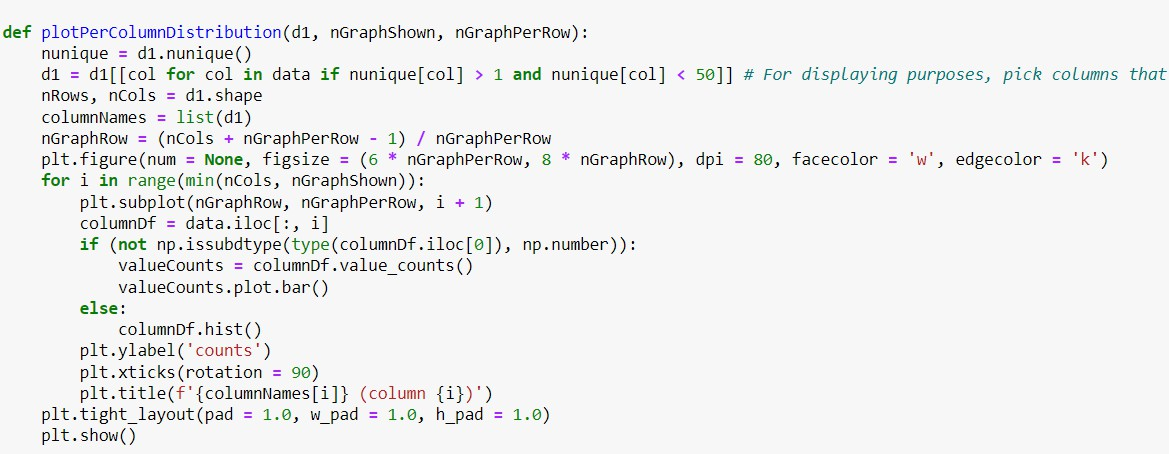 def plotPerColumnDistribution(d1, nGraphShown, nGraphPerRow):
    nunique = d1.nunique()
    d1 = d1[[col for col in data if nunique[col] > 1 and nunique[col] < 50]] # For displaying purposes, pick columns that
    nRows, nCols = d1.shape
    columnNames = list(d1)
    nGraphRow = (nCols + nGraphPerRow - 1) / nGraphPerRow
    plt.figure(num = None, figsize = (6 * nGraphPerRow, 8 * nGraphRow), dpi = 80, facecolor = 'w', edgecolor = 'k')
    for i in range(min(nCols, nGraphShown)):
        plt.subplot(nGraphRow, nGraphPerRow, i + 1)
        columnDf = data.iloc[:, i]
        if (not np.issubdtype(type(columnDf.iloc[0]), np.number)):
            valueCounts = columnDf.value_counts()
            valueCounts.plot.bar()
        else:
            columnDf.hist()
        plt.ylabel('counts')
        plt.xticks(rotation = 90)
        plt.title(f'{columnNames[i]} (column {i})')
    plt.tight_layout(pad = 1.0, w_pad = 1.0, h_pad = 1.0)
    plt.show()